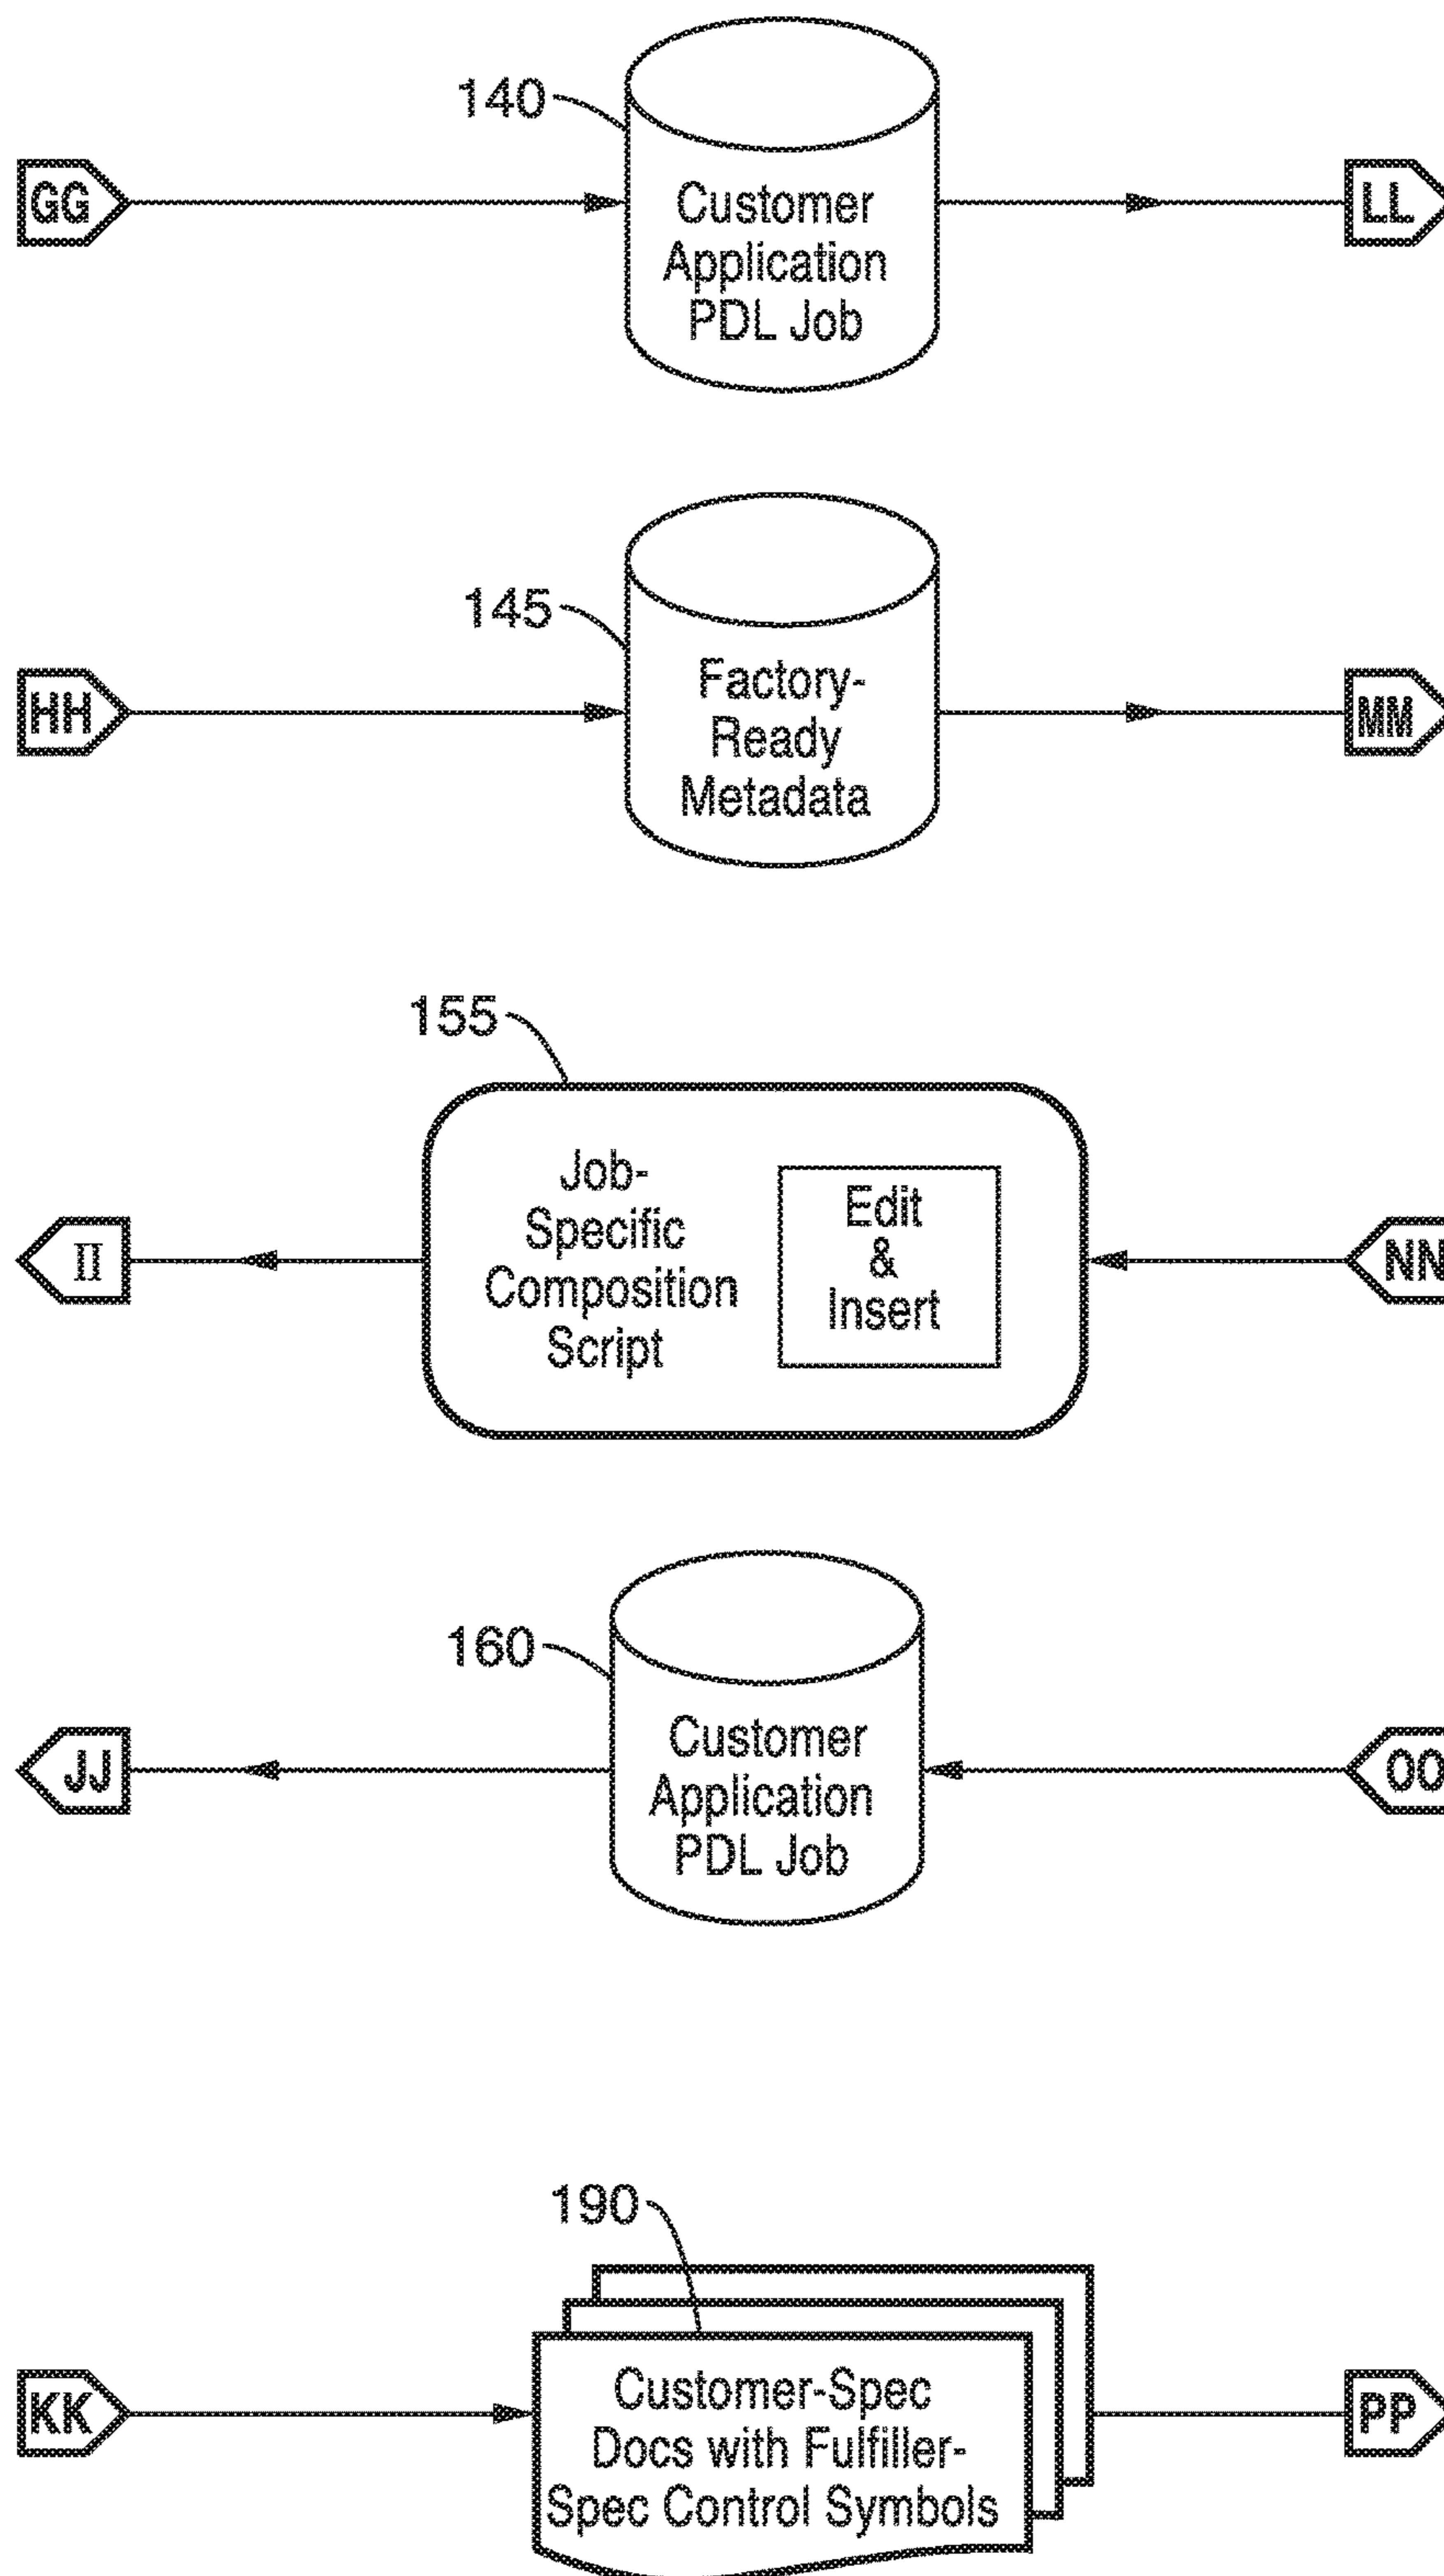 140
GG
Customer
Application
PDL Job
LL
145
HH
Factory-
Ready
Metadata
MM
155
II
Job-
Specific
Composition
Script
Edit
&
Insert
NN
160
JJ
Customer
Application
PDL Job
OO
190
KK
Customer-Spec
Docs with Fulfiller-
Spec Control Symbols
PP